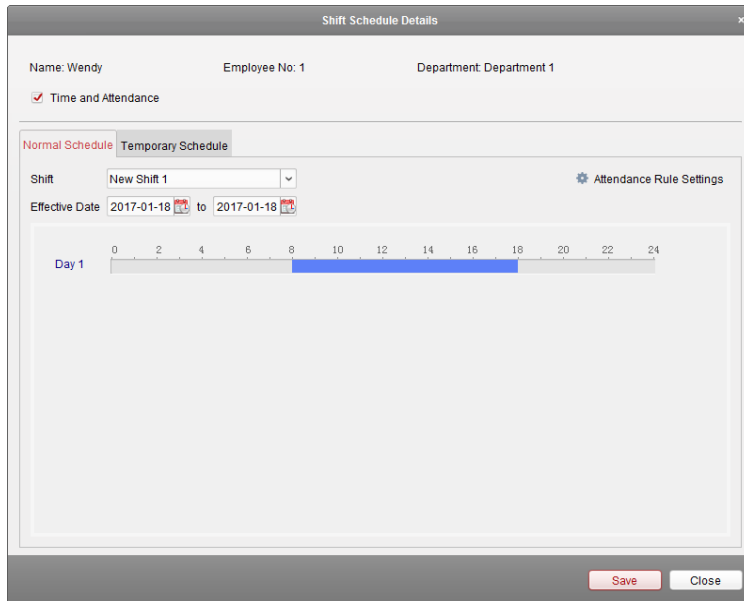 Shift Schedule Details ×
Name: Wendy Employee No: 1 Department: Department 1
Time and Attendance
Normal Schedule Temporary Schedule
Shift New Shift 1 Attendance Rule Settings
Effective Date 2017-01-18 to 2017-01-18
0 2 4 6 8 10 12 14 16 18 20 22 24
Day 1
Save Close